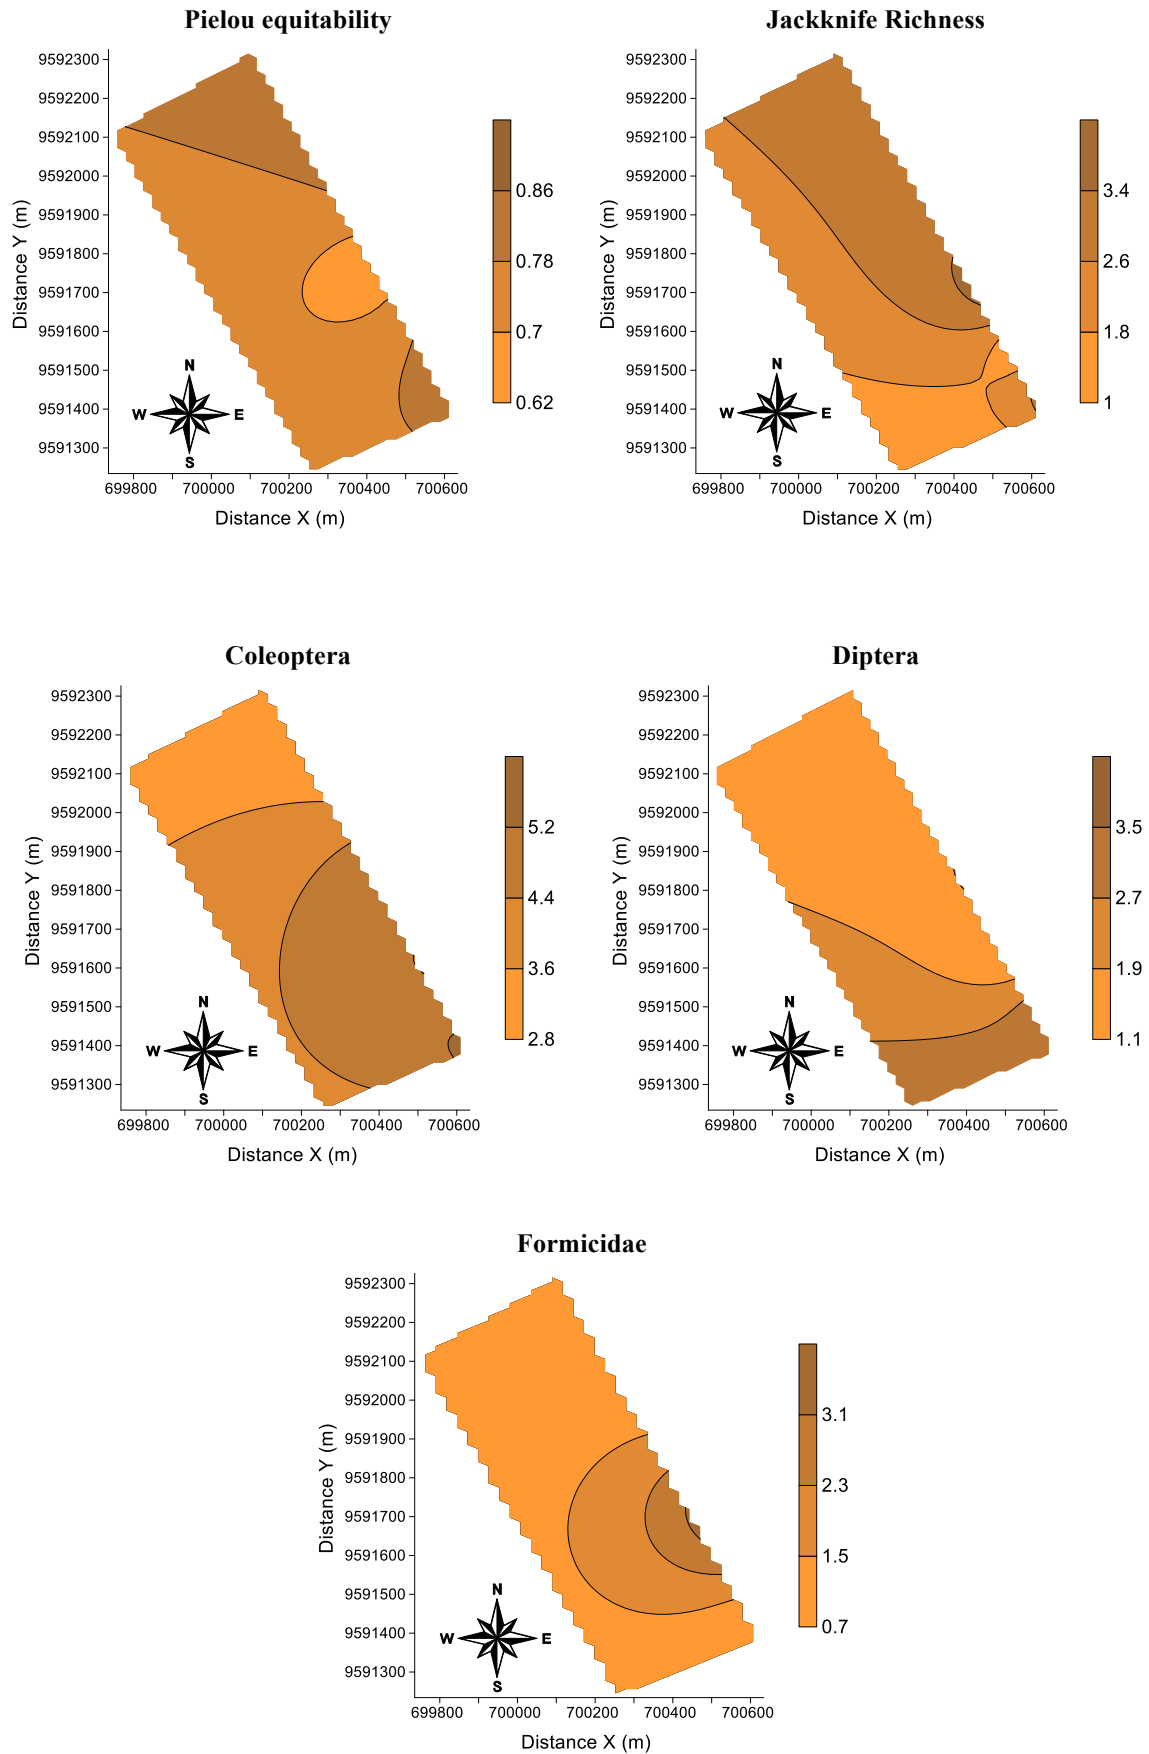 Pielou equitability
9592300
9592200
9592100
9592000
9591900
9591800
9591700
9591600
9591500
9591400
9591300
Distance Y (m)
699800 700000 700200 700400 700600
Distance X (m)
N
W E
S
0.86
0.78
0.7
0.62
Jackknife Richness
9592300
9592200
9592100
9592000
9591900
9591800
9591700
9591600
9591500
9591400
9591300
Distance Y (m)
699800 700000 700200 700400 700600
Distance X (m)
N
W E
S
3.4
2.6
1.8
1
Coleoptera
9592300
9592200
9592100
9592000
9591900
9591800
9591700
9591600
9591500
9591400
9591300
Distance Y (m)
699800 700000 700200 700400 700600
Distance X (m)
N
W E
S
5.2
4.4
3.6
2.8
Diptera
9592300
9592200
9592100
9592000
9591900
9591800
9591700
9591600
9591500
9591400
9591300
Distance Y (m)
699800 700000 700200 700400 700600
Distance X (m)
N
W E
S
3.5
2.7
1.9
1.1
Formicidae
9592300
9592200
9592100
9592000
9591900
9591800
9591700
9591600
9591500
9591400
9591300
Distance Y (m)
699800 700000 700200 700400 700600
Distance X (m)
N
W E
S
3.1
2.3
1.5
0.7